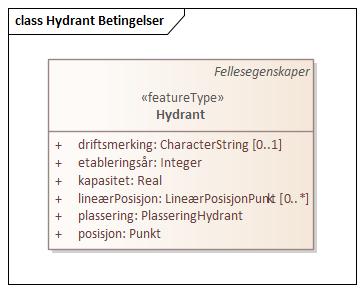 class Hydrant Betingelser
Fellesegenskaper
«featureType»
Hydrant
+ driftsmerking: CharacterString [0..1]
+ etableringsår: Integer
+ kapasitet: Real
+ lineærPosisjon: LineærPosisjonPunkt [0..*]
+ plassering: PlasseringHydrant
+ posisjon: Punkt